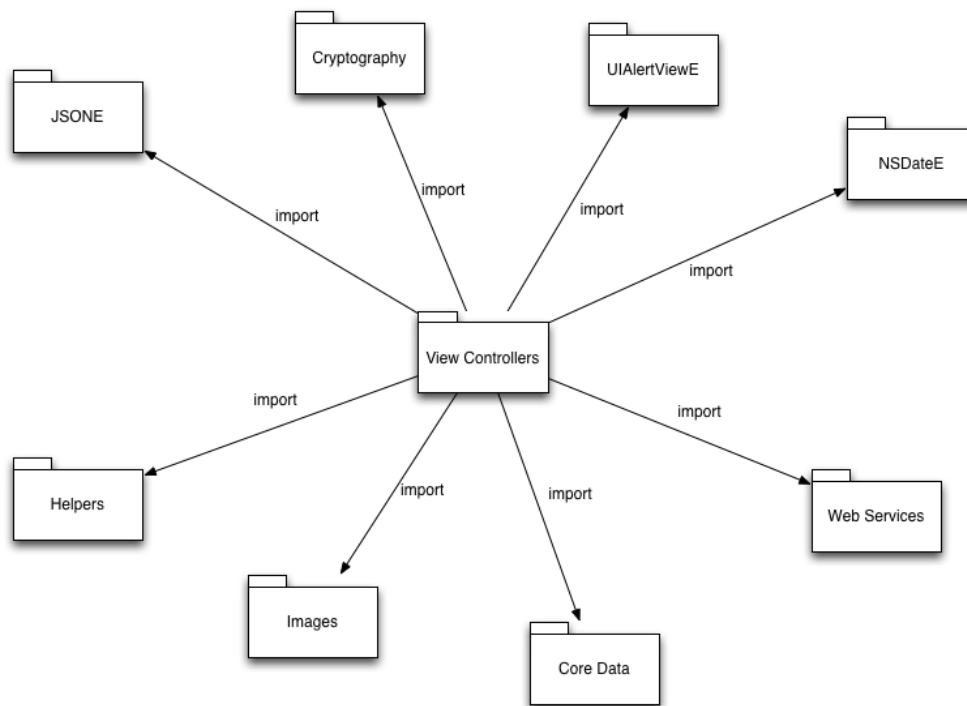 Cryptography
UIAlertViewE
JSONE
NSDateE
import
import
import
import
import
View Controllers
import
import
import
Helpers
Web Services
import
Images
Core Data